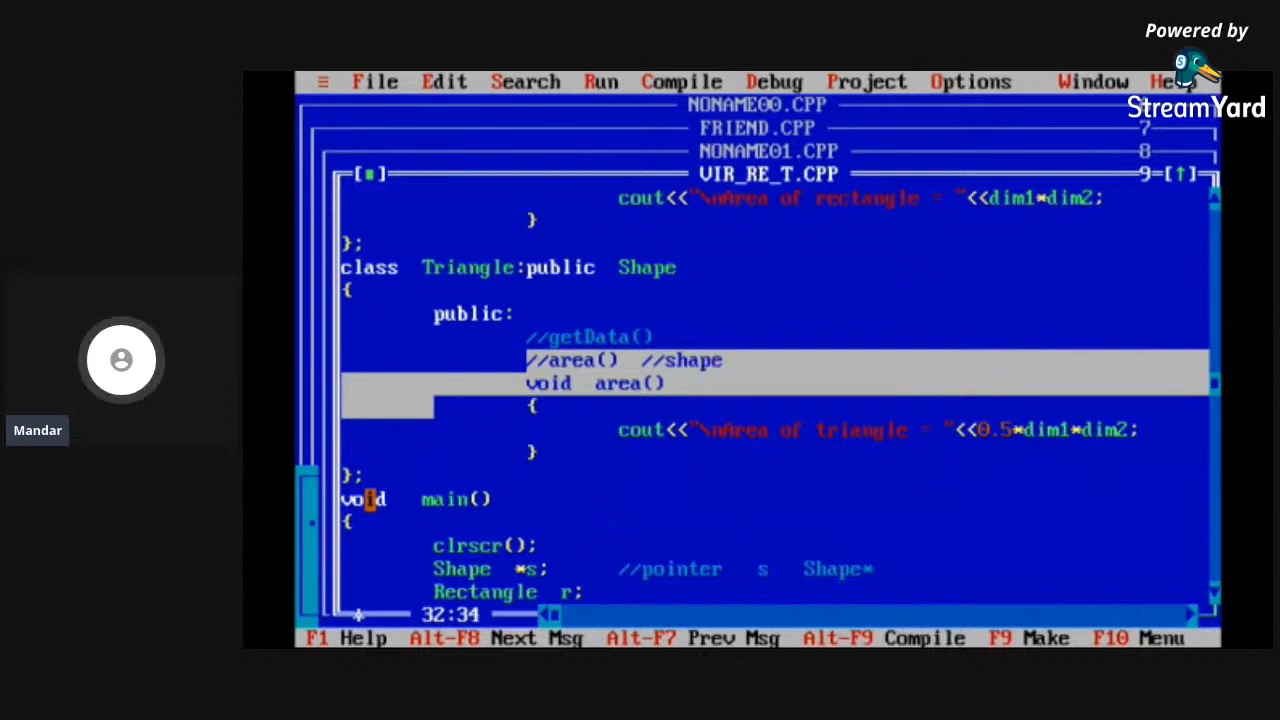 Powered by
StreamYard
≡ File Edit Search Run Compile Debug Project Options Window Help
NONAME00.CPP
FRIEND.CPP 7
NONAME01.CPP 8
[■] VIR_RE_T.CPP 9=[↑]
cout<<"\nArea of rectangle = "<<dim1*dim2;
}
};
class Triangle:public Shape
{
public:
//getData()
//area() //shape
void area()
{
cout<<"\nArea of triangle = "<<0.5*dim1*dim2;
}
};
void main()
{
clrscr();
Shape *s; //pointer s Shape*
Rectangle r;
32:34
F1 Help Alt-F8 Next Msg Alt-F7 Prev Msg Alt-F9 Compile F9 Make F10 Menu
Mandar